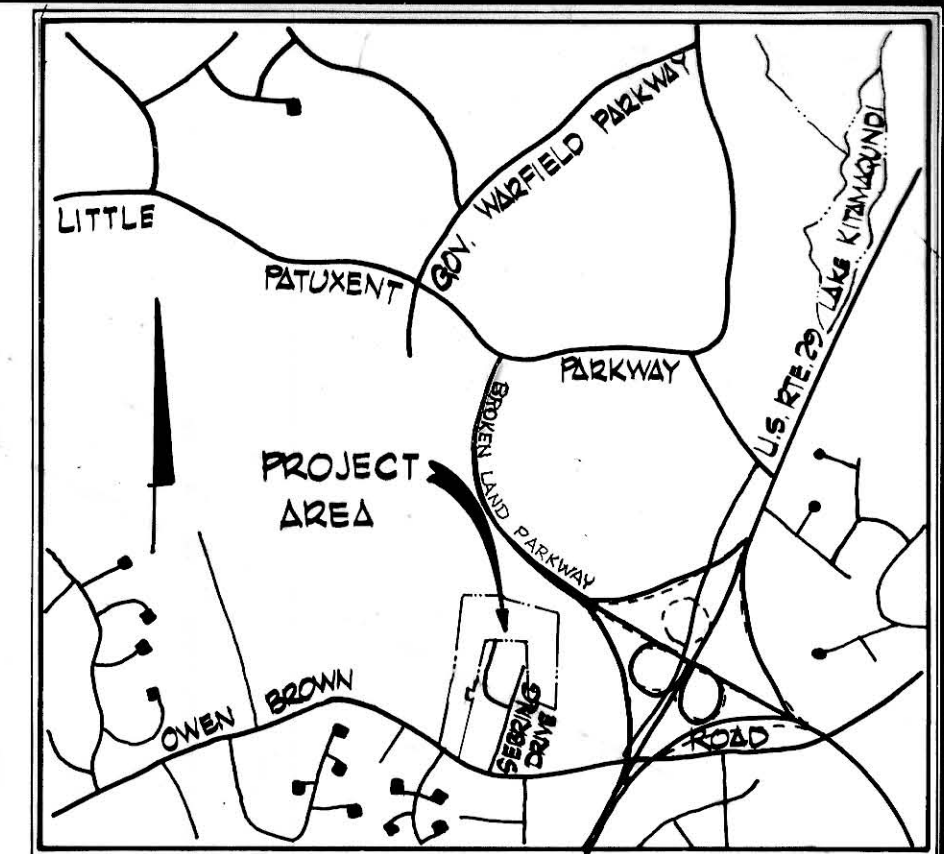 GOV. WARFIELD PARKWAY
LAKE KITAMAQUNDI
LITTLE
PATUXENT
PARKWAY
U.S. RTE. 29
BROKEN LAND PARKWAY
PROJECT
AREA
OWEN BROWN
SEBRING
DRIVE
ROAD